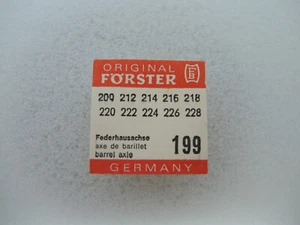 ORIGINAL
FÖRSTER
209 212 214 216 218
220 222 224 226 228
Federhausachse
axe de barillet
barrel axle
199
GERMANY